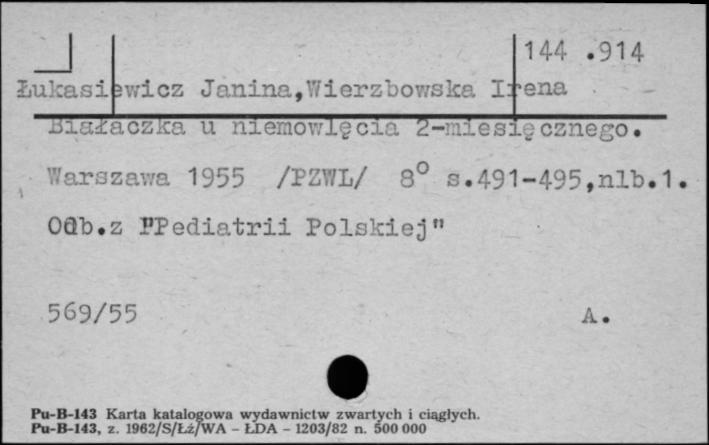 144 .914
Łukasiewicz Janina,Wierzbowska Irena
Białaczka u niemowlęcia 2-miesięcznego.
Warszawa 1955 /PZWL/ 8° s.491-495,nlb.1.
Odb.z "Pediatrii Polskiej"
569/55 A.
Pu-B-143 Karta katalogowa wydawnictw zwartych i ciągłych.
Pu-B-143, z. 1962/S/Łż/WA - ŁDA - 1203/82 n. 500 000